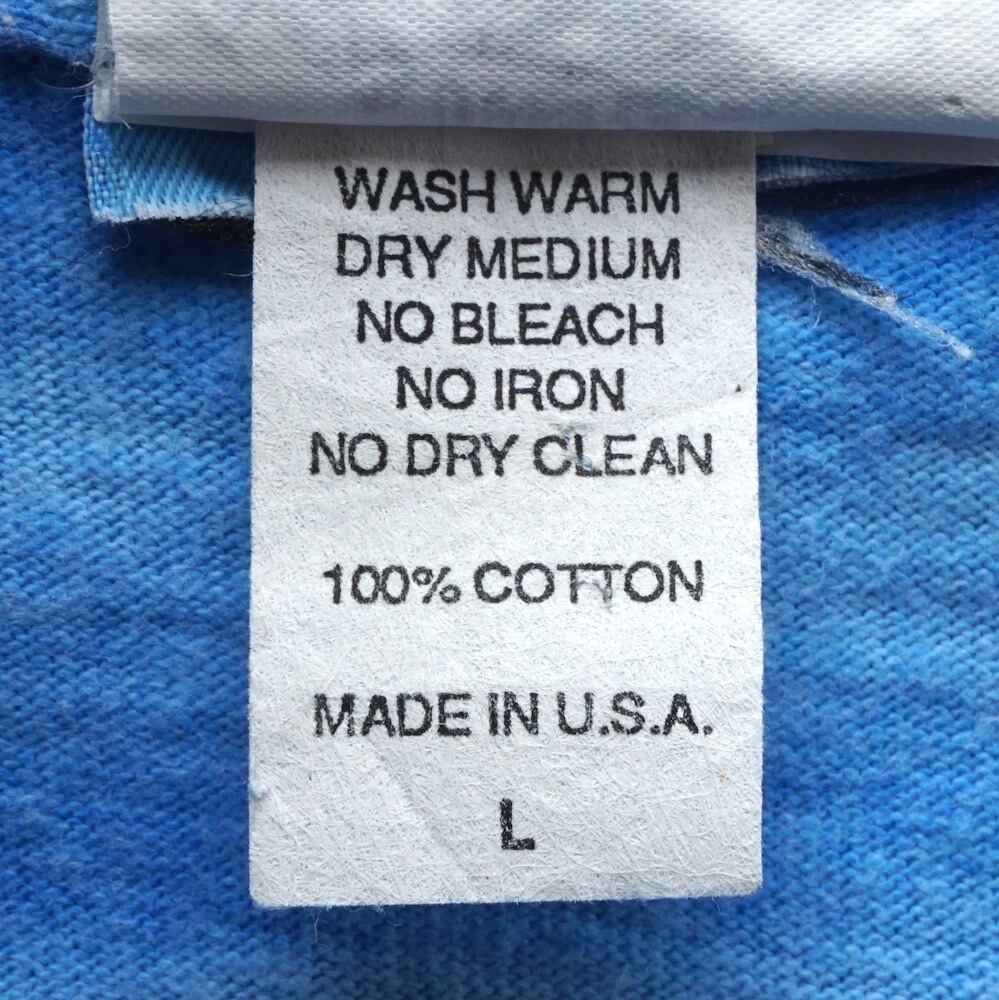 WASH WARM
DRY MEDIUM
NO BLEACH
NO IRON
NO DRY CLEAN
100% COTTON
MADE IN U.S.A.
L